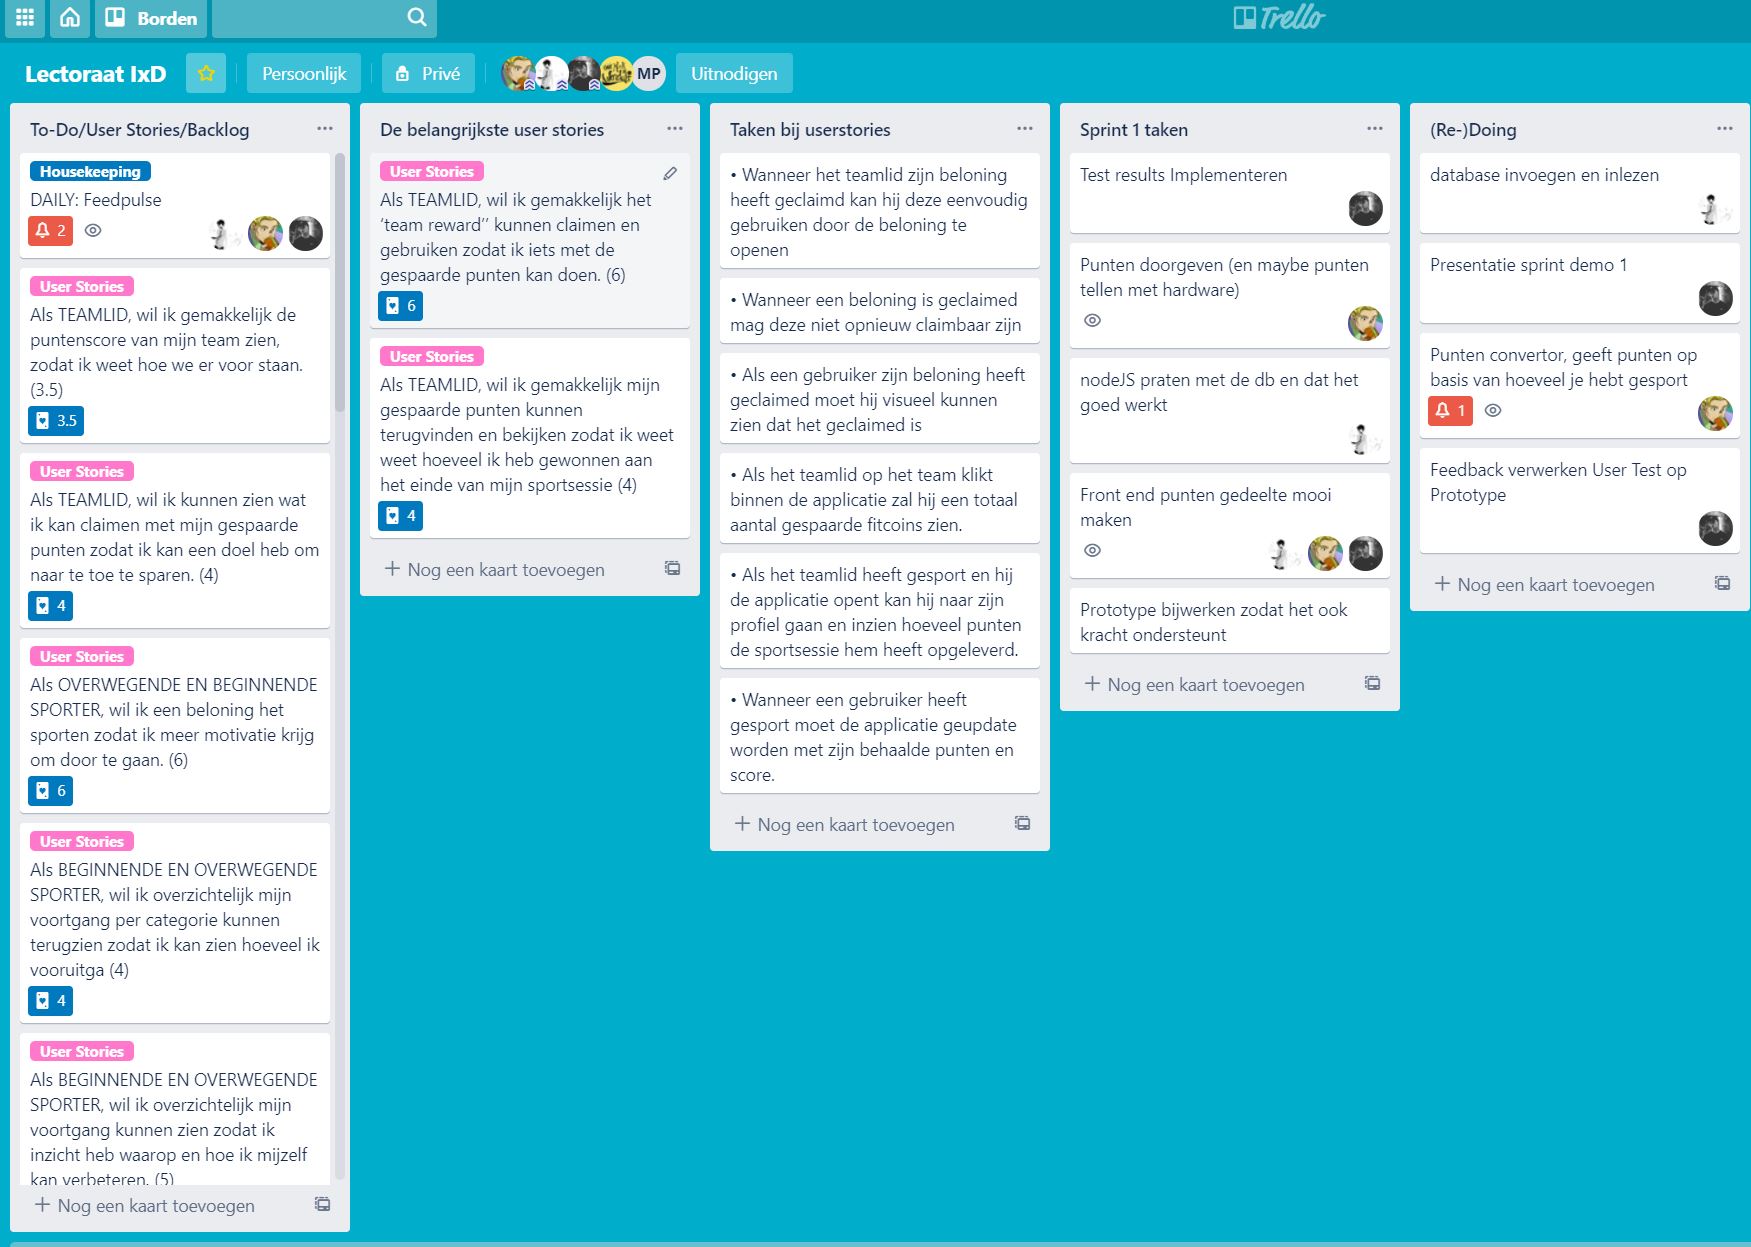 Borden
Trello
Lectoraat IxD
Persoonlijk
Privé
MP
Uitnodigen
To-Do/User Stories/Backlog
Housekeeping
DAILY: Feedpulse
2
User Stories
Als TEAMLID, wil ik gemakkelijk de
puntenscore van mijn team zien,
zodat ik weet hoe we er voor staan.
(3.5)
3.5
User Stories
Als TEAMLID, wil ik kunnen zien wat
ik kan claimen met mijn gespaarde
punten zodat ik kan een doel heb om
naar te toe te sparen. (4)
4
User Stories
Als OVERWEGENDE EN BEGINNENDE
SPORTER, wil ik een beloning het
sporten zodat ik meer motivatie krijg
om door te gaan. (6)
6
User Stories
Als BEGINNENDE EN OVERWEGENDE
SPORTER, wil ik overzichtelijk mijn
voortgang per categorie kunnen
terugzien zodat ik kan zien hoeveel ik
vooruitga (4)
4
User Stories
Als BEGINNENDE EN OVERWEGENDE
SPORTER, wil ik overzichtelijk mijn
voortgang kunnen zien zodat ik
inzicht heb waarop en hoe ik mijzelf
kan verbeteren. (5)
+ Nog een kaart toevoegen
De belangrijkste user stories
User Stories
Als TEAMLID, wil ik gemakkelijk het
‘team reward’’ kunnen claimen en
gebruiken zodat ik iets met de
gespaarde punten kan doen. (6)
6
User Stories
Als TEAMLID, wil ik gemakkelijk mijn
gespaarde punten kunnen
terugvinden en bekijken zodat ik weet
weet hoeveel ik heb gewonnen aan
het einde van mijn sportsessie (4)
4
+ Nog een kaart toevoegen
Taken bij userstories
• Wanneer het teamlid zijn beloning
heeft geclaimd kan hij deze eenvoudig
gebruiken door de beloning te
openen
• Wanneer een beloning is geclaimed
mag deze niet opnieuw claimbaar zijn
• Als een gebruiker zijn beloning heeft
geclaimed moet hij visueel kunnen
zien dat het geclaimed is
• Als het teamlid op het team klikt
binnen de applicatie zal hij een totaal
aantal gespaarde fitcoins zien.
• Als het teamlid heeft gesport en hij
de applicatie opent kan hij naar zijn
profiel gaan en inzien hoeveel punten
de sportsessie hem heeft opgeleverd.
• Wanneer een gebruiker heeft
gesport moet de applicatie geupdate
worden met zijn behaalde punten en
score.
+ Nog een kaart toevoegen
Sprint 1 taken
Test results Implementeren
Punten doorgeven (en maybe punten
tellen met hardware)
nodeJS praten met de db en dat het
goed werkt
Front end punten gedeelte mooi
maken
Prototype bijwerken zodat het ook
kracht ondersteunt
+ Nog een kaart toevoegen
(Re-)Doing
database invoegen en inlezen
Presentatie sprint demo 1
Punten convertor, geeft punten op
basis van hoeveel je hebt gesport
1
Feedback verwerken User Test op
Prototype
+ Nog een kaart toevoegen